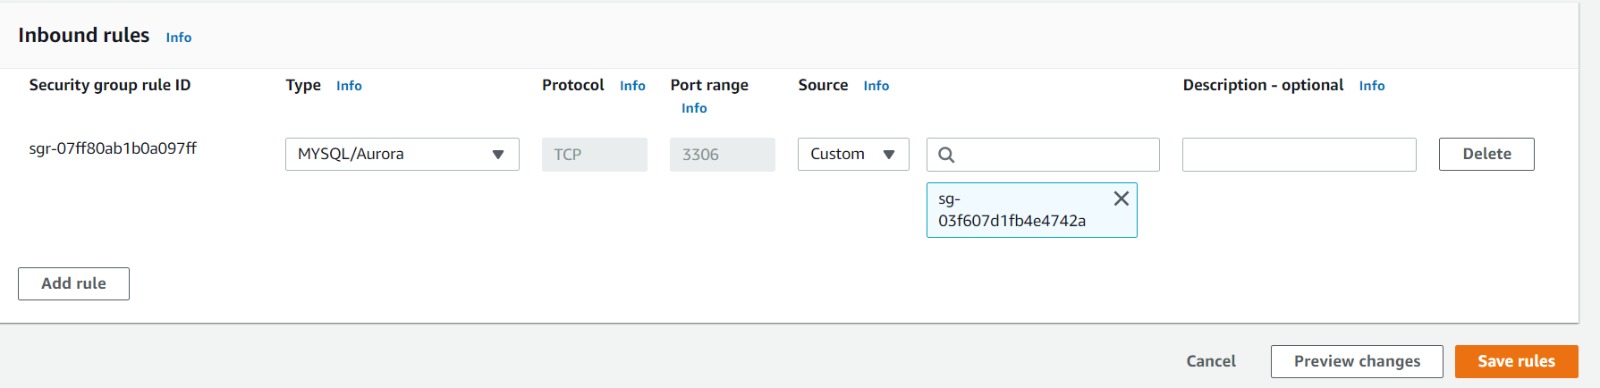 Inbound rules Info
Security group rule ID Type Info Protocol Info Port range Info Source Info Description - optional Info
sgr-07ff80ab1b0a097ff MYSQL/Aurora TCP 3306 Custom Delete
sg-
03f607d1fb4e4742a
Add rule
Cancel Preview changes Save rules